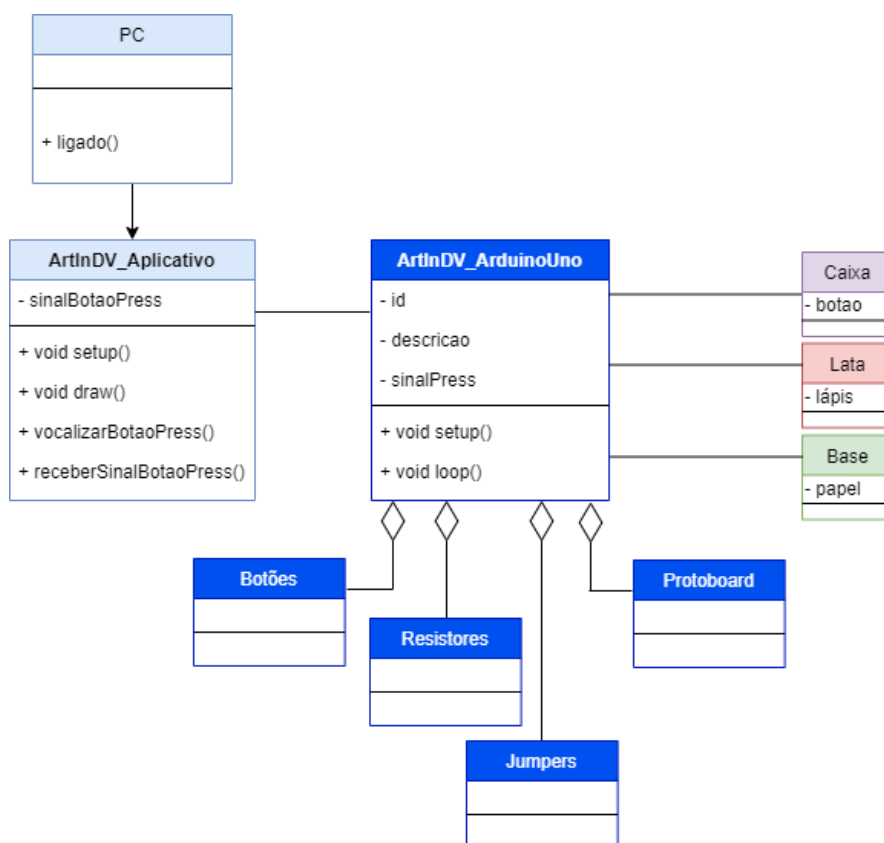 PC
+ ligado()
ArtInDV_Aplicativo
- sinalBotaoPress
+ void setup()
+ void draw()
+ vocalizarBotaoPress()
+ receberSinalBotaoPress()
ArtInDV_ArduinoUno
- id
- descricao
- sinalPress
+ void setup()
+ void loop()
Caixa
- botao
Lata
- lápis
Base
- papel
Botões
Resistores
Jumpers
Protoboard